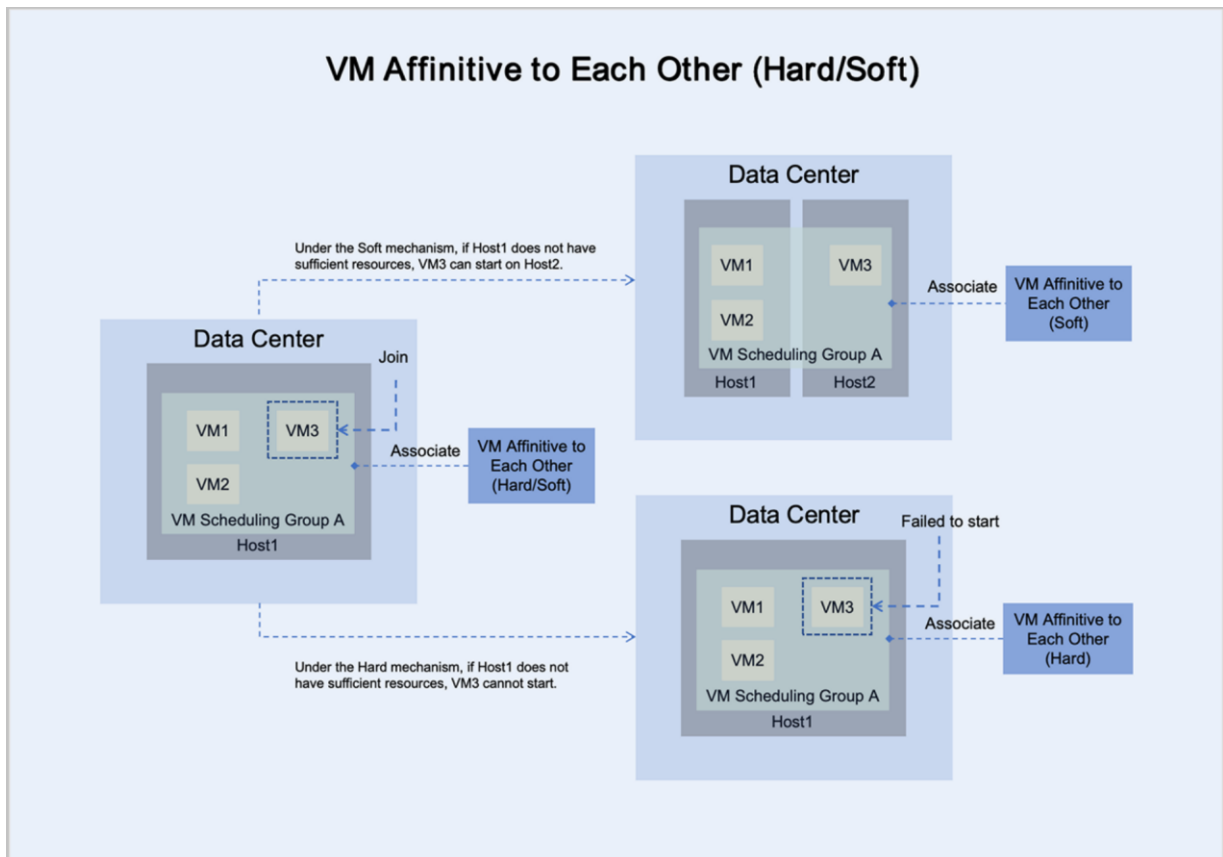 VM Affinitive to Each Other (Hard/Soft)
Under the Soft mechanism, if Host1 does not have
sufficient resources, VM3 can start on Host2.
Data Center
Join
VM1
VM3
VM2
VM Scheduling Group A
Host1
Associate
VM Affinitive to
Each Other
(Hard/Soft)
Data Center
VM1
VM3
VM2
VM Scheduling Group A
Host1
Host2
Associate
VM Affinitive to
Each Other
(Soft)
Under the Hard mechanism, if Host1 does not
have sufficient resources, VM3 cannot start.
Data Center
Failed to start
VM1
VM3
VM2
VM Scheduling Group A
Host1
Associate
VM Affinitive to
Each Other
(Hard)